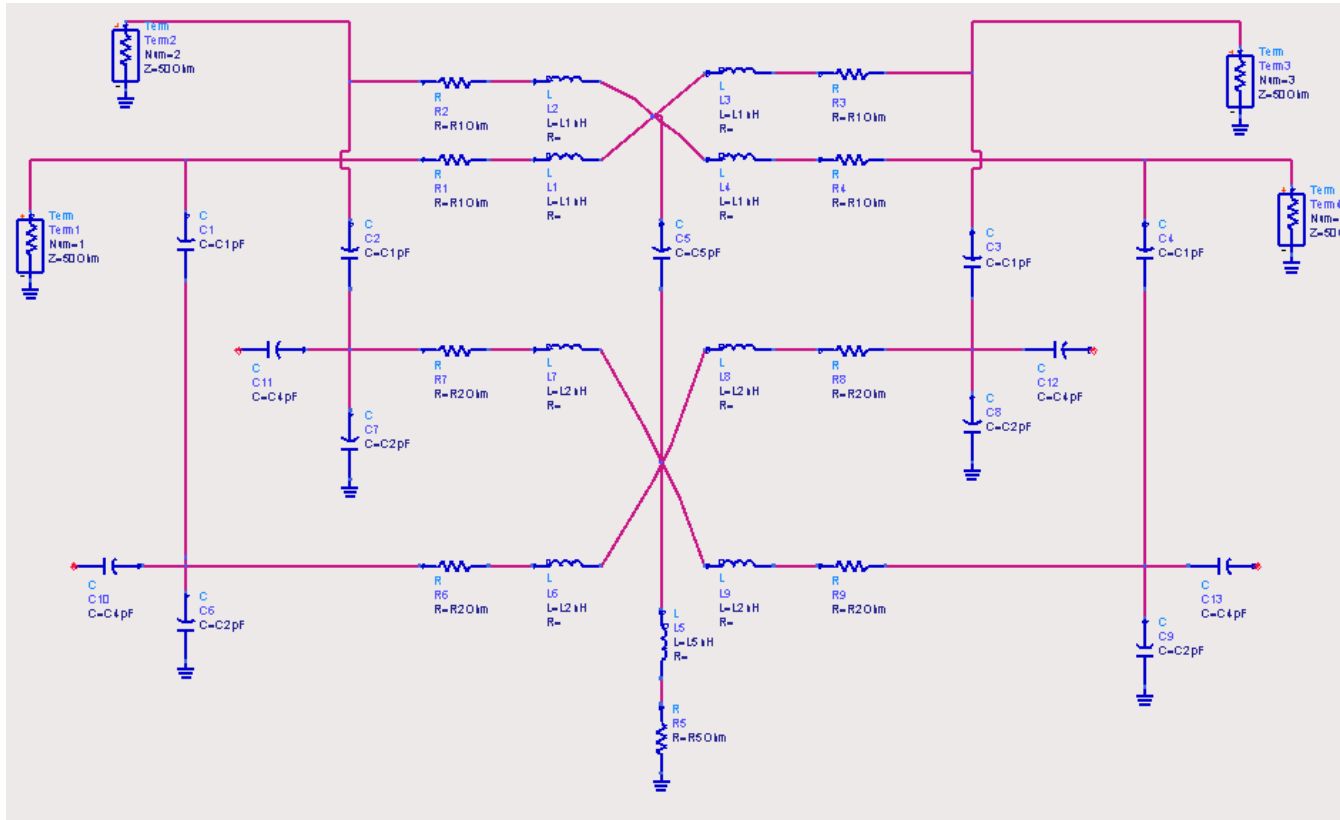 Term
Term2
Num=2
Z=50 Ohm
Term
Term3
Num=3
Z=50 Ohm
R
R2
R=R1 Ohm
L
L2
L=L1 nH
R=
L
L3
L=L1 nH
R=
R
R3
R=R1 Ohm
Term
Term1
Num=1
Z=50 Ohm
C
C1
C=C1 pF
R
R1
R=R1 Ohm
L
L1
L=L1 nH
R=
L
L4
L=L1 nH
R=
R
R4
R=R1 Ohm
Term
Num=
C
C2
C=C1 pF
C
C5
C=C5 pF
C
C3
C=C1 pF
C
C4
C=C1 pF
C
C11
C=C4 pF
R
R7
R=R2 Ohm
L
L7
L=L2 nH
R=
L
L8
L=L2 nH
R=
R
R8
R=R2 Ohm
C
C12
C=C4 pF
C
C7
C=C2 pF
C
C8
C=C2 pF
C
C10
C=C4 pF
C
C6
C=C2 pF
R
R6
R=R2 Ohm
L
L6
L=L2 nH
R=
L
L9
L=L2 nH
R=
R
R9
R=R2 Ohm
C
C13
C=C4 pF
C
C9
C=C2 pF
L
L5
L=L5 nH
R=
R
R5
R=R5 Ohm